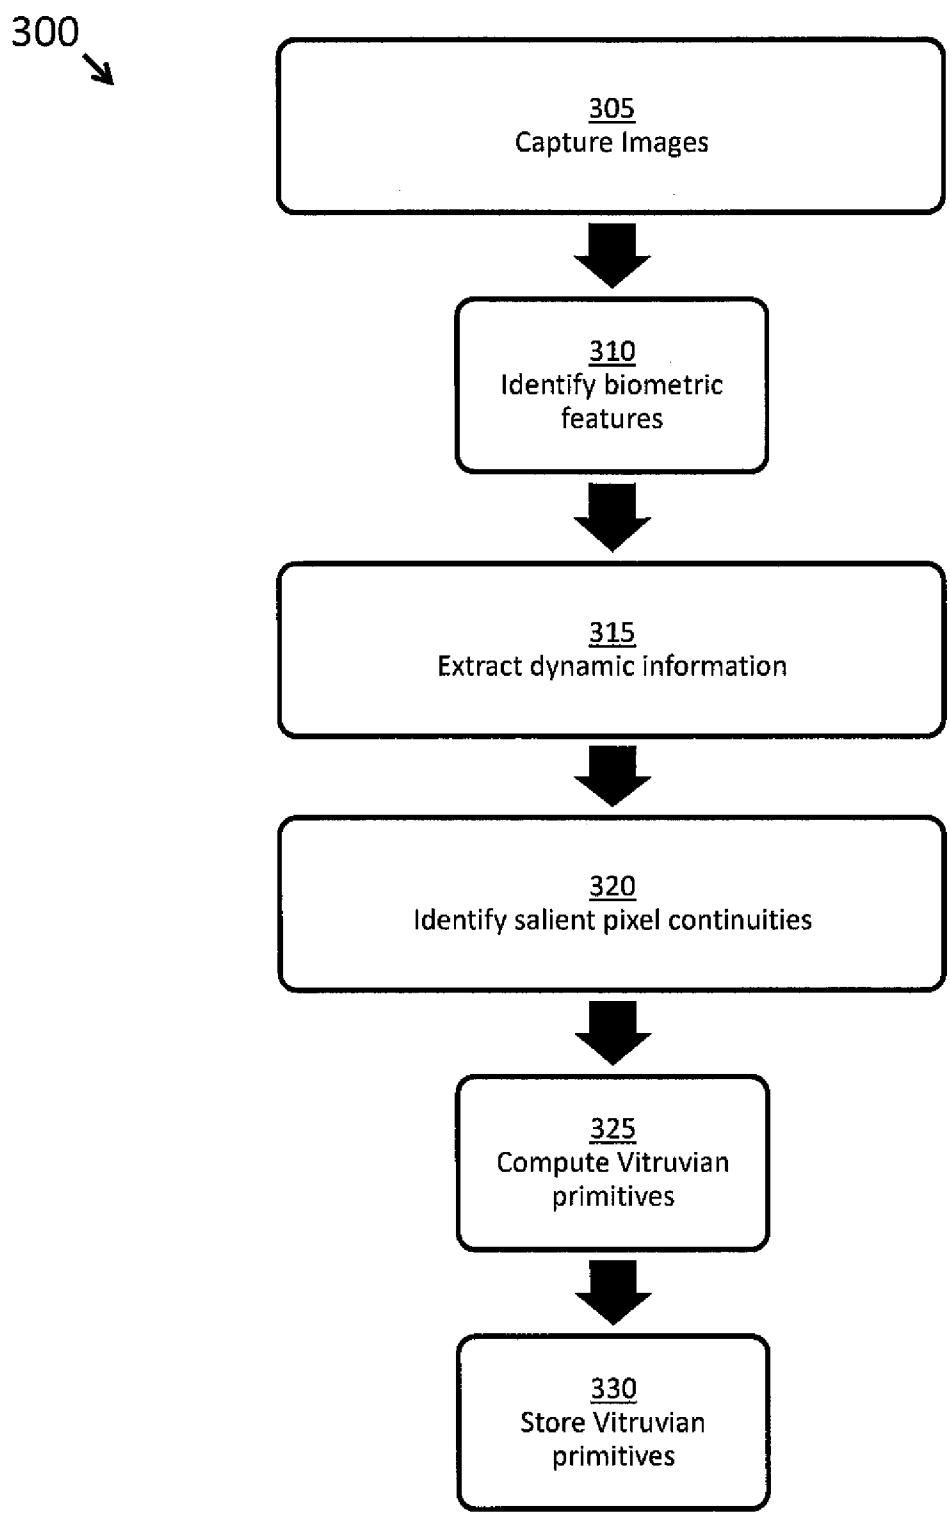 300
305
Capture Images
310
Identify biometric
features
315
Extract dynamic information
320
Identify salient pixel continuities
325
Compute Vitruvian
primitives
330
Store Vitruvian
primitives